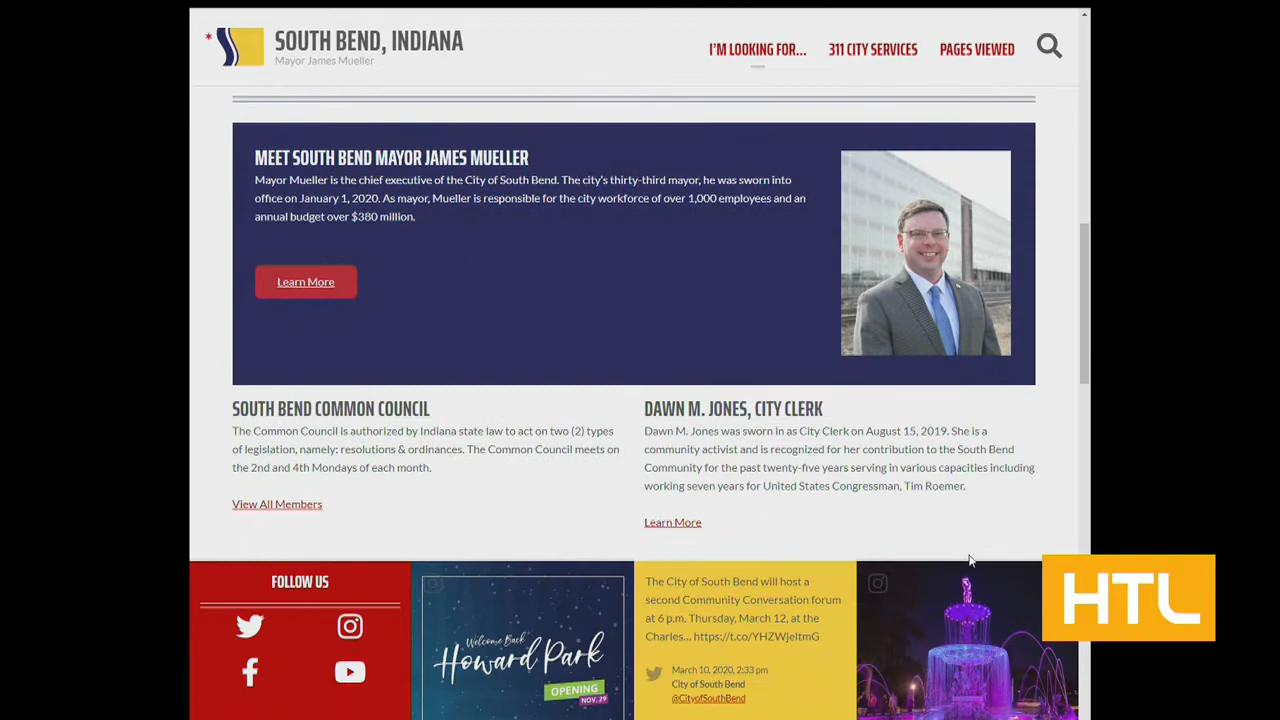 SOUTH BEND, INDIANA
Mayor James Mueller
I'M LOOKING FOR... 311 CITY SERVICES PAGES VIEWED
MEET SOUTH BEND MAYOR JAMES MUELLER
Mayor Mueller is the chief executive of the City of South Bend. The city's thirty-third mayor, he was sworn into
office on January 1, 2020. As mayor, Mueller is responsible for the city workforce of over 1,000 employees and an
annual budget over $380 million.
Learn More
SOUTH BEND COMMON COUNCIL
The Common Council is authorized by Indiana state law to act on two (2) types
of legislation, namely: resolutions & ordinances. The Common Council meets on
the 2nd and 4th Mondays of each month.
View All Members
DAWN M. JONES, CITY CLERK
Dawn M. Jones was sworn in as City Clerk on August 15, 2019. She is a
community activist and is recognized for her contribution to the South Bend
Community for the past twenty-five years serving in various capacities including
working seven years for United States Congressman, Tim Roemer.
Learn More
FOLLOW US
Welcome Back
Howard Park
OPENING
NOV. 29
The City of South Bend will host a
second Community Conversation forum
at 6 p.m. Thursday, March 12, at the
Charles... https://t.co/YHZWjeltmG
March 10, 2020, 2:33 pm
City of South Bend
@CityofSouthBend
HTL